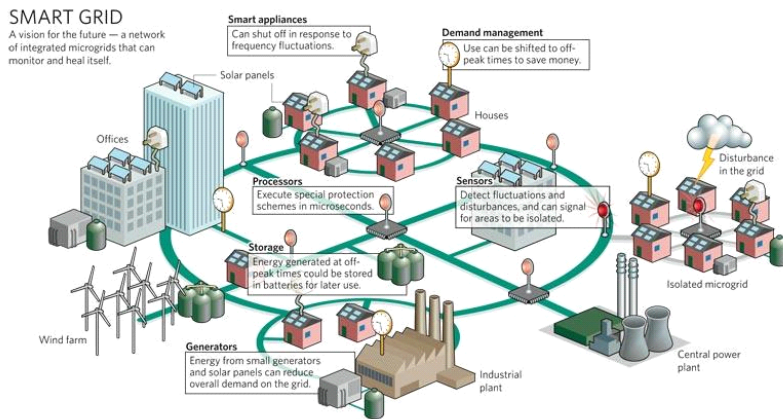 SMART GRID
A vision for the future — a network
of integrated microgrids that can
monitor and heal itself.
Smart appliances
Can shut off in response to
frequency fluctuations.
Demand management
Use can be shifted to off-
peak times to save money.
Solar panels
Offices
Houses
Disturbance
in the grid
Processors
Execute special protection
schemes in microseconds.
Sensors
Detect fluctuations and
disturbances, and can signal
for areas to be isolated.
Storage
Energy generated at off-
peak times could be stored
in batteries for later use.
Isolated microgrid
Wind farm
Generators
Energy from small generators
and solar panels can reduce
overall demand on the grid.
Industrial
plant
Central power
plant